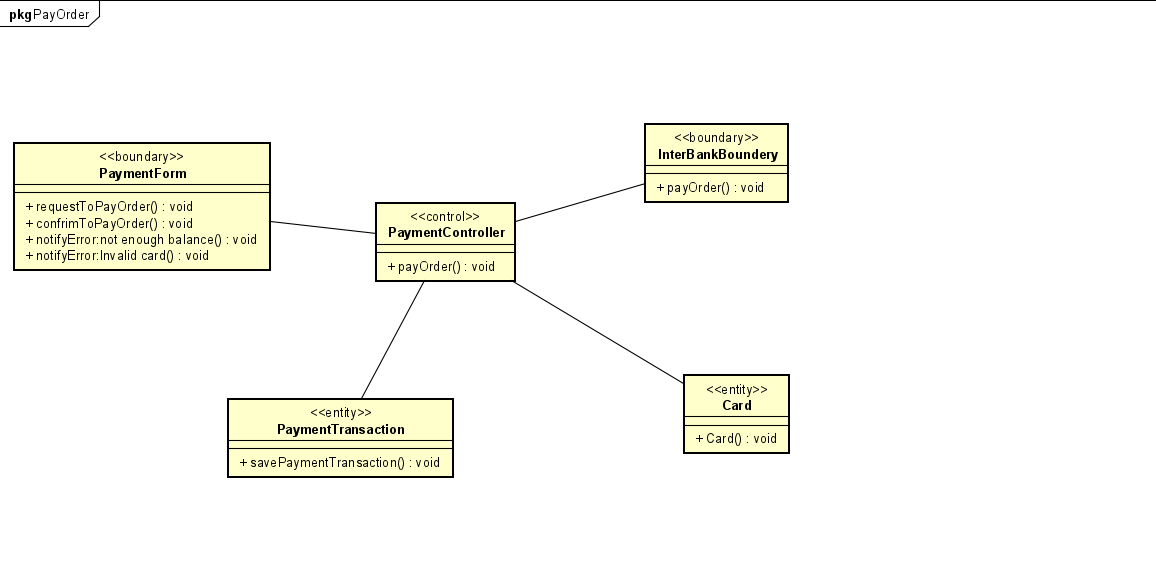 pkg PayOrder
<<boundary>>
PaymentForm
+ requestToPayOrder() : void
+ confrimToPayOrder() : void
+ notifyError:not enough balance() : void
+ notifyError:Invalid card() : void
<<control>>
PaymentController
+ payOrder() : void
<<boundary>>
InterBankBoundery
+ payOrder() : void
<<entity>>
PaymentTransaction
+ savePaymentTransaction() : void
<<entity>>
Card
+ Card() : void